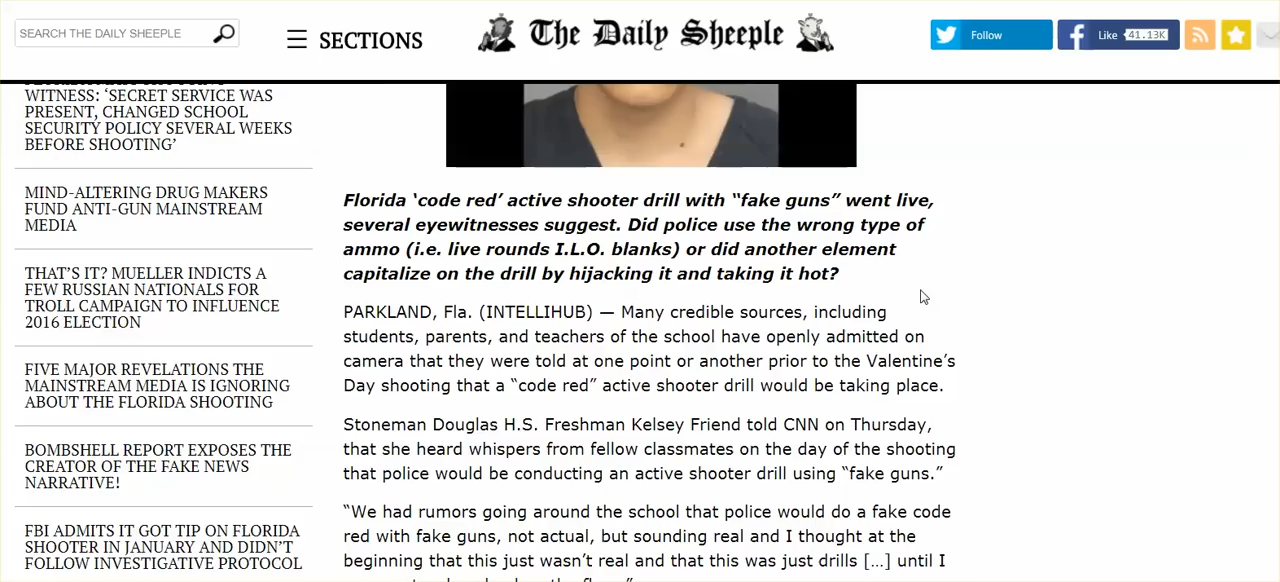 SEARCH THE DAILY SHEEPLE
SECTIONS
The Daily Sheeple
Follow
Like 41.13K
WITNESS: ‘SECRET SERVICE WAS
PRESENT, CHANGED SCHOOL
SECURITY POLICY SEVERAL WEEKS
BEFORE SHOOTING’
MIND-ALTERING DRUG MAKERS
FUND ANTI-GUN MAINSTREAM
MEDIA
THAT’S IT? MUELLER INDICTS A
FEW RUSSIAN NATIONALS FOR
TROLL CAMPAIGN TO INFLUENCE
2016 ELECTION
FIVE MAJOR REVELATIONS THE
MAINSTREAM MEDIA IS IGNORING
ABOUT THE FLORIDA SHOOTING
BOMBSHELL REPORT EXPOSES THE
CREATOR OF THE FAKE NEWS
NARRATIVE!
FBI ADMITS IT GOT TIP ON FLORIDA
SHOOTER IN JANUARY AND DIDN’T
FOLLOW INVESTIGATIVE PROTOCOL
Florida ‘code red’ active shooter drill with “fake guns” went live,
several eyewitnesses suggest. Did police use the wrong type of
ammo (i.e. live rounds I.L.O. blanks) or did another element
capitalize on the drill by hijacking it and taking it hot?
PARKLAND, Fla. (INTELLIHUB) — Many credible sources, including
students, parents, and teachers of the school have openly admitted on
camera that they were told at one point or another prior to the Valentine’s
Day shooting that a “code red” active shooter drill would be taking place.
Stoneman Douglas H.S. Freshman Kelsey Friend told CNN on Thursday,
that she heard whispers from fellow classmates on the day of the shooting
that police would be conducting an active shooter drill using “fake guns.”
“We had rumors going around the school that police would do a fake code
red with fake guns, not actual, but sounding real and I thought at the
beginning that this just wasn’t real and that this was just drills […] until I